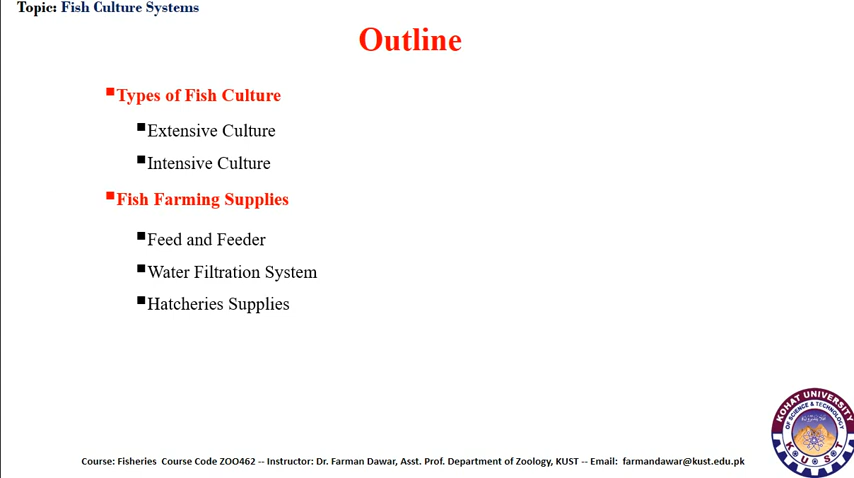 Topic: Fish Culture Systems
Outline
Types of Fish Culture
Extensive Culture
Intensive Culture
Fish Farming Supplies
Feed and Feeder
Water Filtration System
Hatcheries Supplies
KOHAT UNIVERSITY
OF SCIENCE & TECHNOLOGY
K U S T
Course: Fisheries Course Code ZOO462 -- Instructor: Dr. Farman Dawar, Asst. Prof. Department of Zoology, KUST -- Email: farmandawar@kust.edu.pk